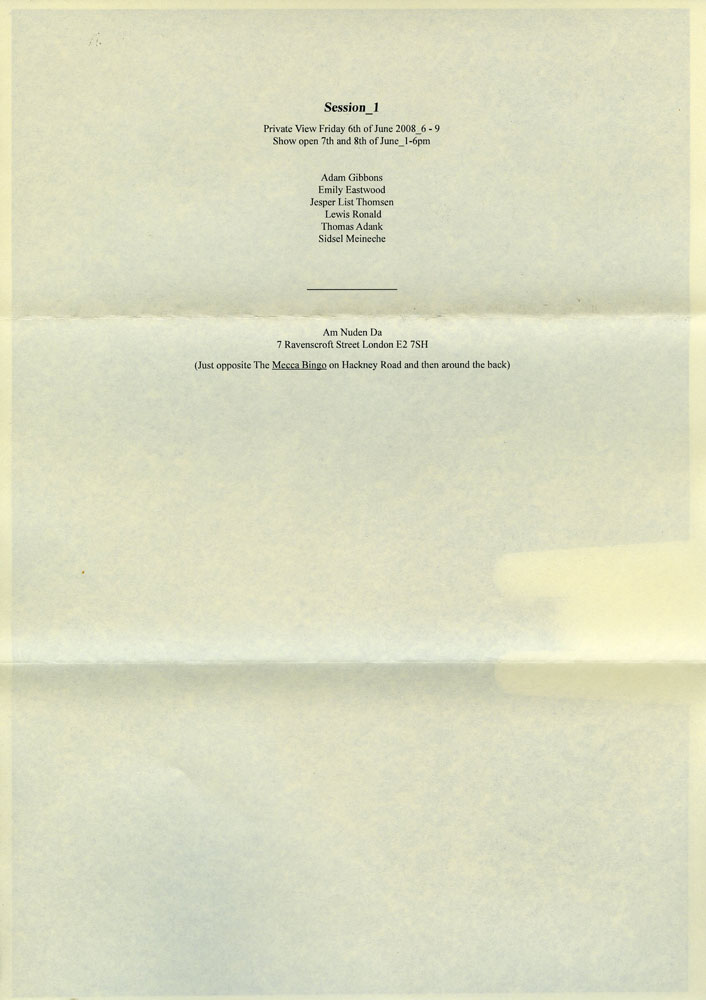 Session_1
Private View Friday 6th of June 2008_6 - 9
Show open 7th and 8th of June_1-6pm
Adam Gibbons
Emily Eastwood
Jesper List Thomsen
Lewis Ronald
Thomas Adank
Sidsel Meineche
Am Nuden Da
7 Ravenscroft Street London E2 7SH
(Just opposite The Mecca Bingo on Hackney Road and then around the back)